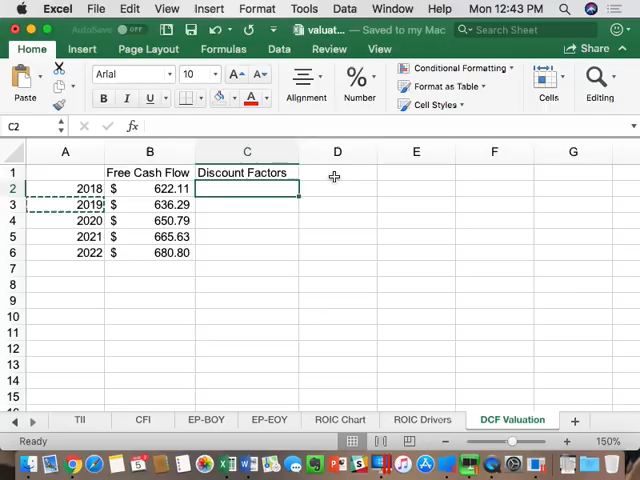 Excel File Edit View Insert Format Tools Data Window Help Mon 12:43 PM
AutoSave OFF valuat... — Saved to my Mac Search Sheet
Home Insert Page Layout Formulas Data Review View Share
Paste Arial 10 A A B I U A Alignment % Number Conditional Formatting Format as Table Cell Styles Cells Editing
C2 fx
A B C D E F G
1 Free Cash Flow Discount Factors
2 2018 $ 622.11
3 2019 $ 636.29
4 2020 $ 650.79
5 2021 $ 665.63
6 2022 $ 680.80
7
8
9
10
11
12
13
14
15
TII CFI EP-BOY EP-EOY ROIC Chart ROIC Drivers DCF Valuation +
Ready 150%